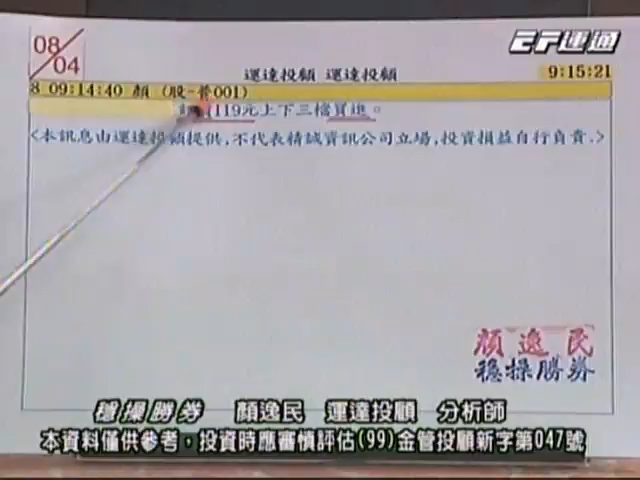 08/04
運通
運達投顧 運達投顧
9:15:21
8 09:14:40 顏 (股-普001)
119元上下三檔買進。
<本訊息由運達投顧提供,不代表精誠資訊公司立場,投資損益自行負責.>
顏逸民
穩操勝券
穩操勝券 顏逸民 運達投顧 分析師
本資料僅供參考,投資時應審慎評估(99)金管投顧新字第047號